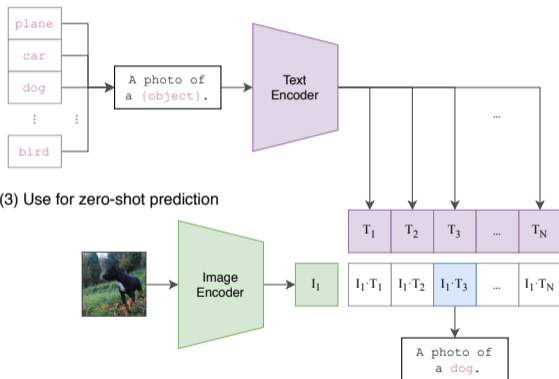 plane
car
dog
⋮ ⋮
bird
A photo of
a {object}.
Text
Encoder
...
(3) Use for zero-shot prediction
T1 T2 T3 ... TN
Image
Encoder
I1
I1·T1 I1·T2 I1·T3 ... I1·TN
A photo of
a dog.